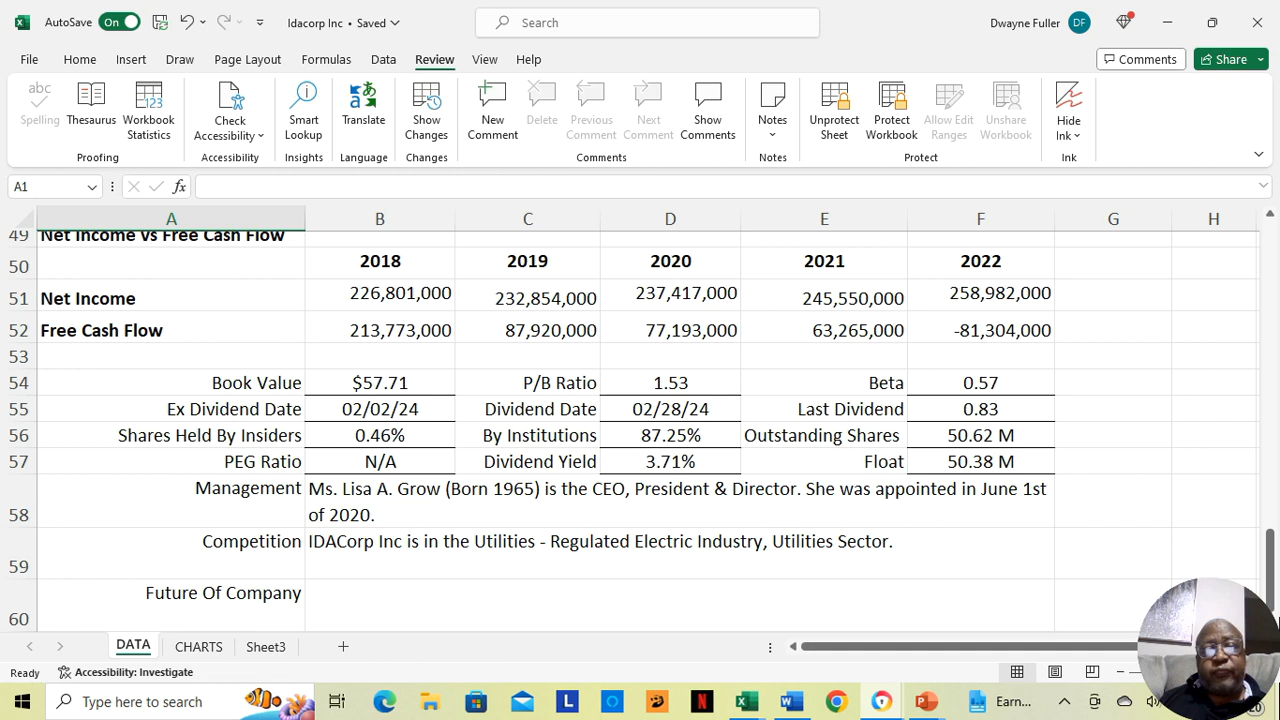 AutoSave On Idacorp Inc • Saved Search Dwayne Fuller DF
File Home Insert Draw Page Layout Formulas Data Review View Help Comments Share
abc 123
Spelling Thesaurus Workbook Statistics Check Accessibility Smart Lookup Translate Show Changes New Comment Delete Previous Comment Next Comment Show Comments Notes Unprotect Sheet Protect Workbook Allow Edit Ranges Unshare Workbook Hide Ink
Proofing Accessibility Insights Language Changes Comments Notes Protect Ink
A1 fx
A B C D E F G H
49 Net Income vs Free Cash Flow
50 2018 2019 2020 2021 2022
51 Net Income 226,801,000 232,854,000 237,417,000 245,550,000 258,982,000
52 Free Cash Flow 213,773,000 87,920,000 77,193,000 63,265,000 -81,304,000
53
54 Book Value $57.71 P/B Ratio 1.53 Beta 0.57
55 Ex Dividend Date 02/02/24 Dividend Date 02/28/24 Last Dividend 0.83
56 Shares Held By Insiders 0.46% By Institutions 87.25% Outstanding Shares 50.62 M
57 PEG Ratio N/A Dividend Yield 3.71% Float 50.38 M
Management Ms. Lisa A. Grow (Born 1965) is the CEO, President & Director. She was appointed in June 1st
58 of 2020.
Competition IDACorp Inc is in the Utilities - Regulated Electric Industry, Utilities Sector.
59
Future Of Company
60
DATA CHARTS Sheet3
Ready Accessibility: Investigate
Type here to search Earn...